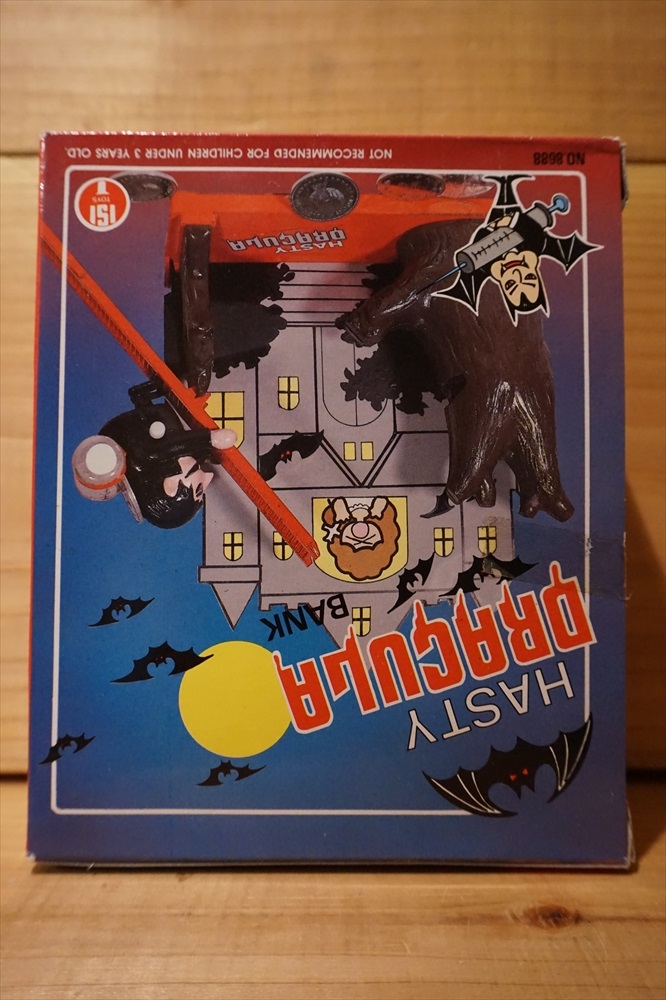 HASTY
DRACULA
BANK
HASTY
DRACULA
ISI
TOYS
NO.8688
NOT RECOMMENDED FOR CHILDREN UNDER 3 YEARS OLD.